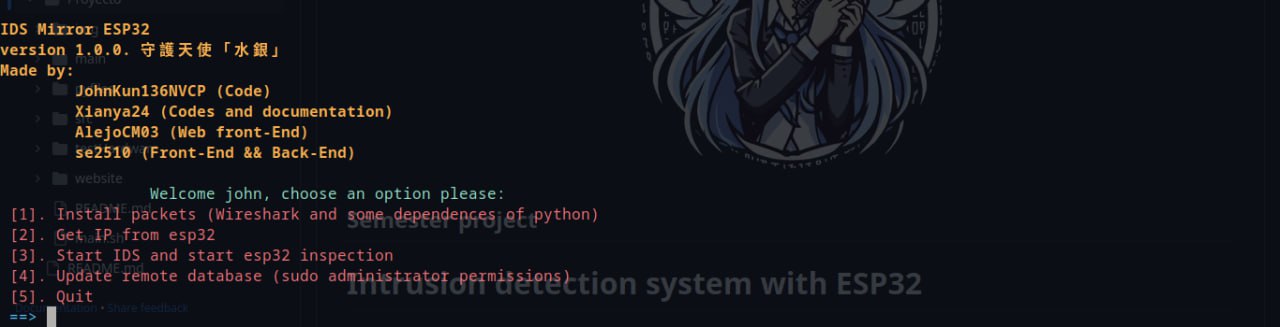 IDS Mirror ESP32
version 1.0.0. 守護天使「水銀」
Made by:
JohnKun136NVCP (Code)
Xianya24 (Codes and documentation)
AlejoCM03 (Web front-End)
se2510 (Front-End && Back-End)
Welcome john, choose an option please:
[1]. Install packets (Wireshark and some dependences of python)
[2]. Get IP from esp32
[3]. Start IDS and start esp32 inspection
[4]. Update remote database (sudo administrator permissions)
[5]. Quit
==>
Proyecto
main
website
README.md
main.sh
README.md
Documentation • Share feedback
Semester project
Intrusion detection system with ESP32